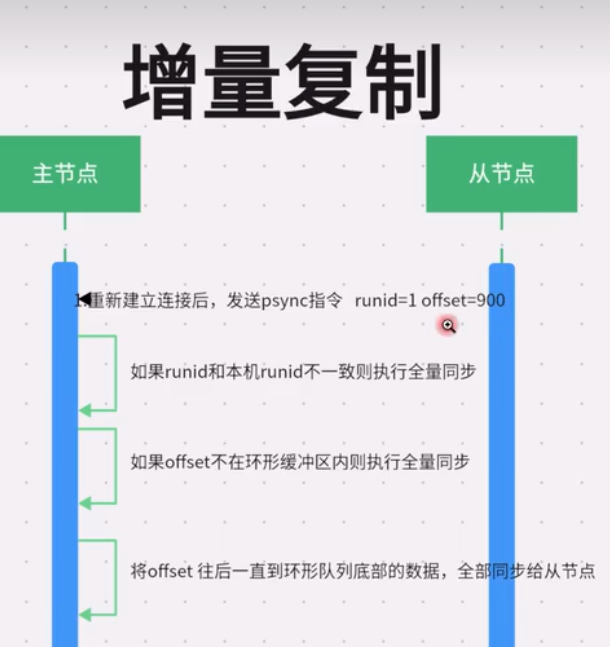 增量复制
主节点
从节点
1.重新建立连接后，发送psync指令 runid=1 offset=900
如果runid和本机runid不一致则执行全量同步
如果offset不在环形缓冲区内则执行全量同步
将offset 往后一直到环形队列底部的数据，全部同步给从节点